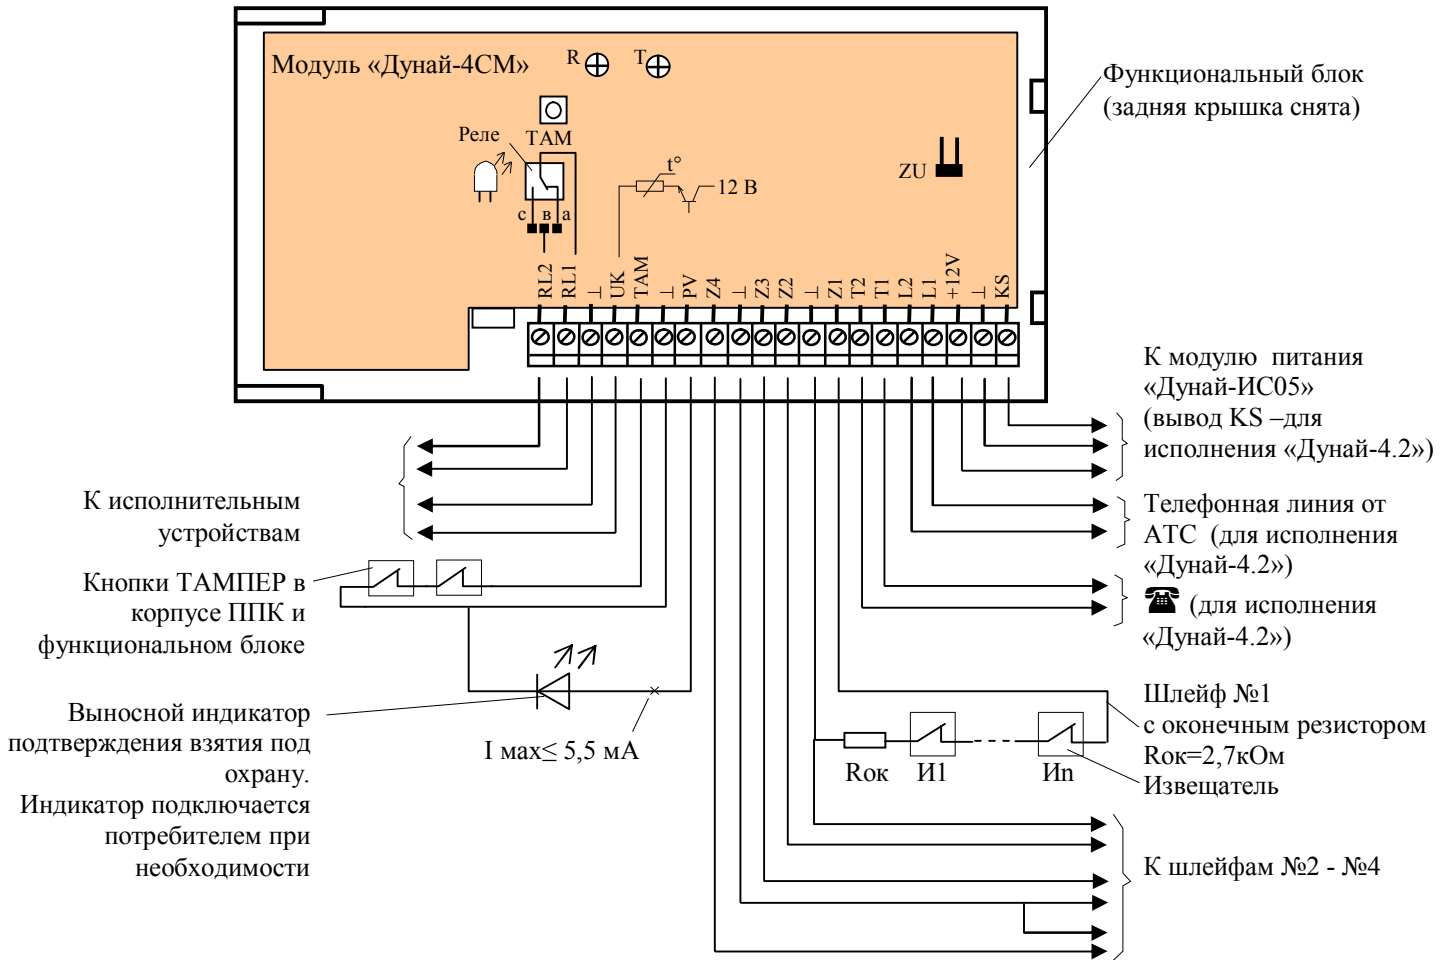 Модуль «Дунай-4СМ»
R
T
Функциональный блок
(задняя крышка снята)
Реле
ТАМ
t°
12 В
ZU
с в а
RL2
RL1
⊥
UK
TAM
⊥
PV
Z4
⊥
Z3
Z2
⊥
Z1
T2
T1
L2
L1
+12V
⊥
KS
К модулю питания
«Дунай-ИС05»
(вывод KS –для
исполнения «Дунай-4.2»)
К исполнительным
устройствам
Телефонная линия от
АТС (для исполнения
«Дунай-4.2»)
Кнопки ТАМПЕР в
корпусе ППК и
функциональном блоке
☎ (для исполнения
«Дунай-4.2»)
Выносной индикатор
подтверждения взятия под
охрану.
Индикатор подключается
потребителем при
необходимости
I мах≤ 5,5 мА
Шлейф №1
с оконечным резистором
Rок=2,7кОм
Извещатель
Rок
И1
Иn
К шлейфам №2 - №4